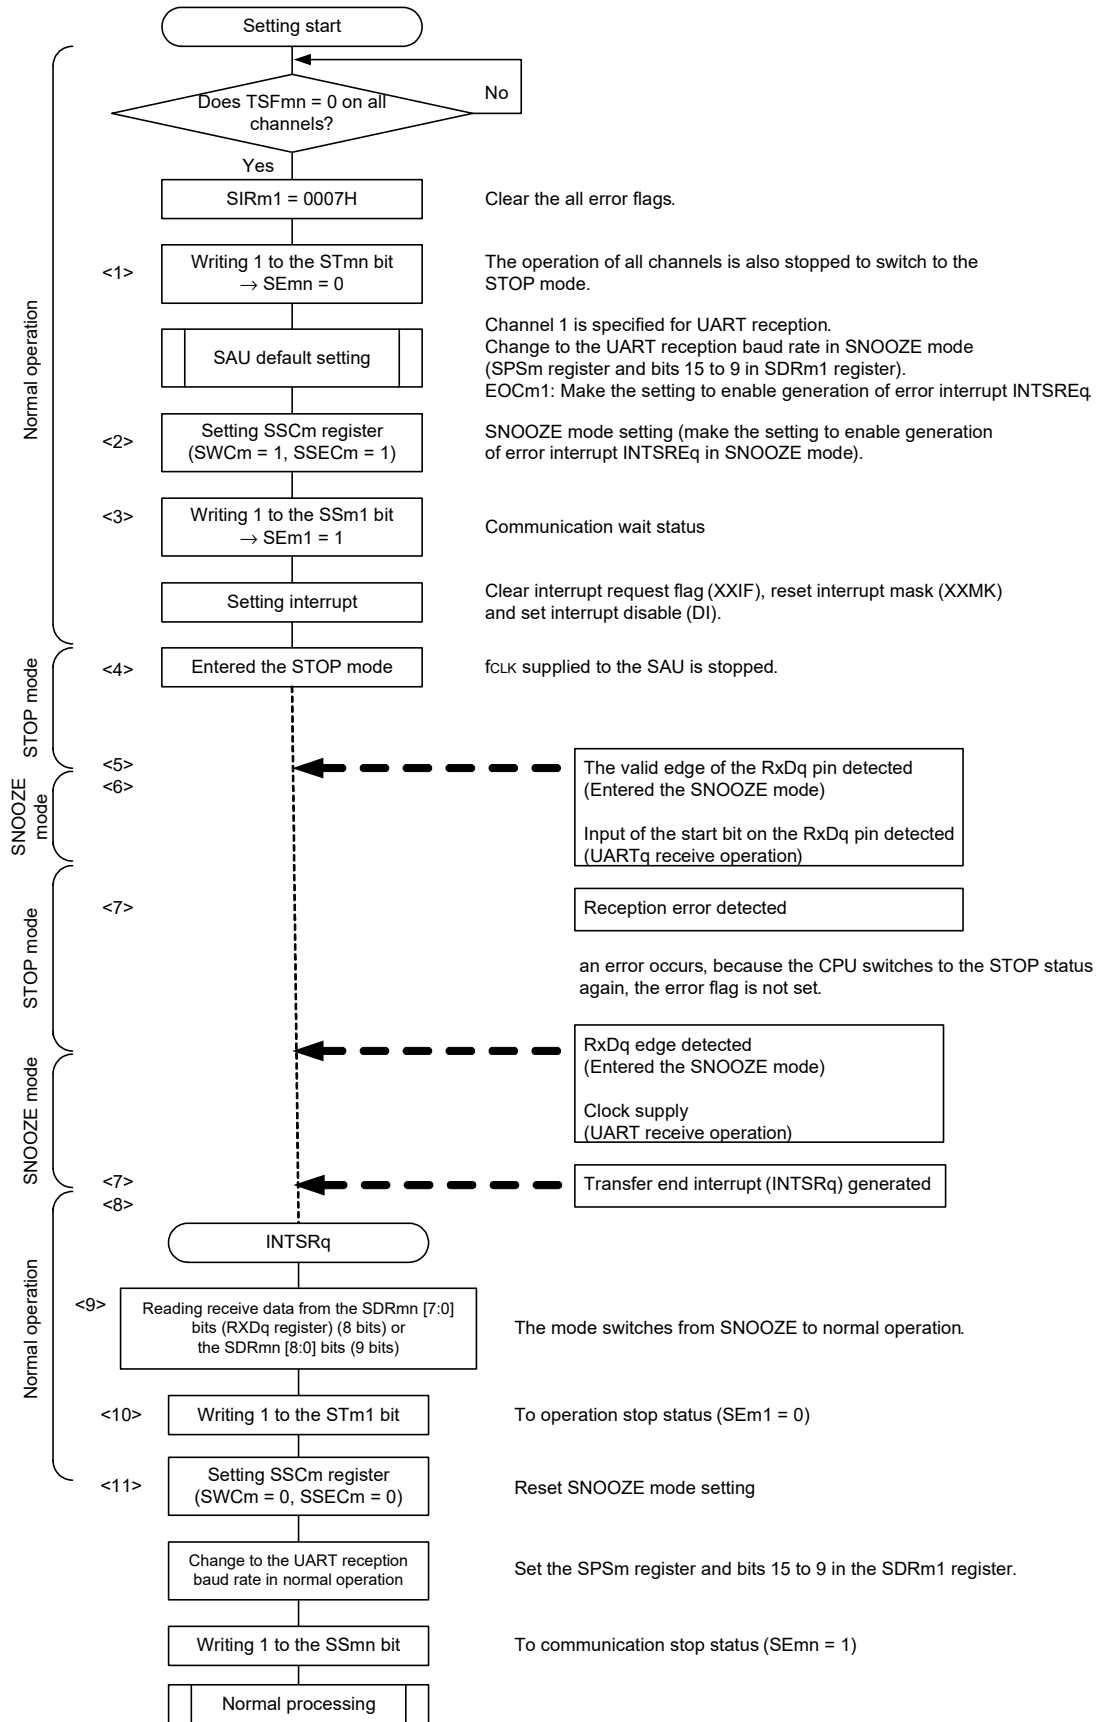 Setting start
Does TSFmn = 0 on all
channels?
No
Yes
SIRm1 = 0007H
Clear the all error flags.
<1>
Writing 1 to the STmn bit
→ SEmn = 0
The operation of all channels is also stopped to switch to the
STOP mode.
Normal operation
SAU default setting
Channel 1 is specified for UART reception.
Change to the UART reception baud rate in SNOOZE mode
(SPSm register and bits 15 to 9 in SDRm1 register).
EOCm1: Make the setting to enable generation of error interrupt INTSREq.
<2>
Setting SSCm register
(SWCm = 1, SSECm = 1)
SNOOZE mode setting (make the setting to enable generation
of error interrupt INTSREq in SNOOZE mode).
<3>
Writing 1 to the SSm1 bit
→ SEm1 = 1
Communication wait status
Setting interrupt
Clear interrupt request flag (XXIF), reset interrupt mask (XXMK)
and set interrupt disable (DI).
STOP mode
<4>
Entered the STOP mode
fCLK supplied to the SAU is stopped.
<5>
<6>
SNOOZE
mode
The valid edge of the RxDq pin detected
(Entered the SNOOZE mode)
Input of the start bit on the RxDq pin detected
(UARTq receive operation)
STOP mode
<7>
Reception error detected
an error occurs, because the CPU switches to the STOP status
again, the error flag is not set.
SNOOZE mode
RxDq edge detected
(Entered the SNOOZE mode)
Clock supply
(UART receive operation)
<7>
<8>
Transfer end interrupt (INTSRq) generated
INTSRq
Normal operation
<9>
Reading receive data from the SDRmn [7:0]
bits (RXDq register) (8 bits) or
the SDRmn [8:0] bits (9 bits)
The mode switches from SNOOZE to normal operation.
<10>
Writing 1 to the STm1 bit
To operation stop status (SEm1 = 0)
<11>
Setting SSCm register
(SWCm = 0, SSECm = 0)
Reset SNOOZE mode setting
Change to the UART reception
baud rate in normal operation
Set the SPSm register and bits 15 to 9 in the SDRm1 register.
Writing 1 to the SSmn bit
To communication stop status (SEmn = 1)
Normal processing